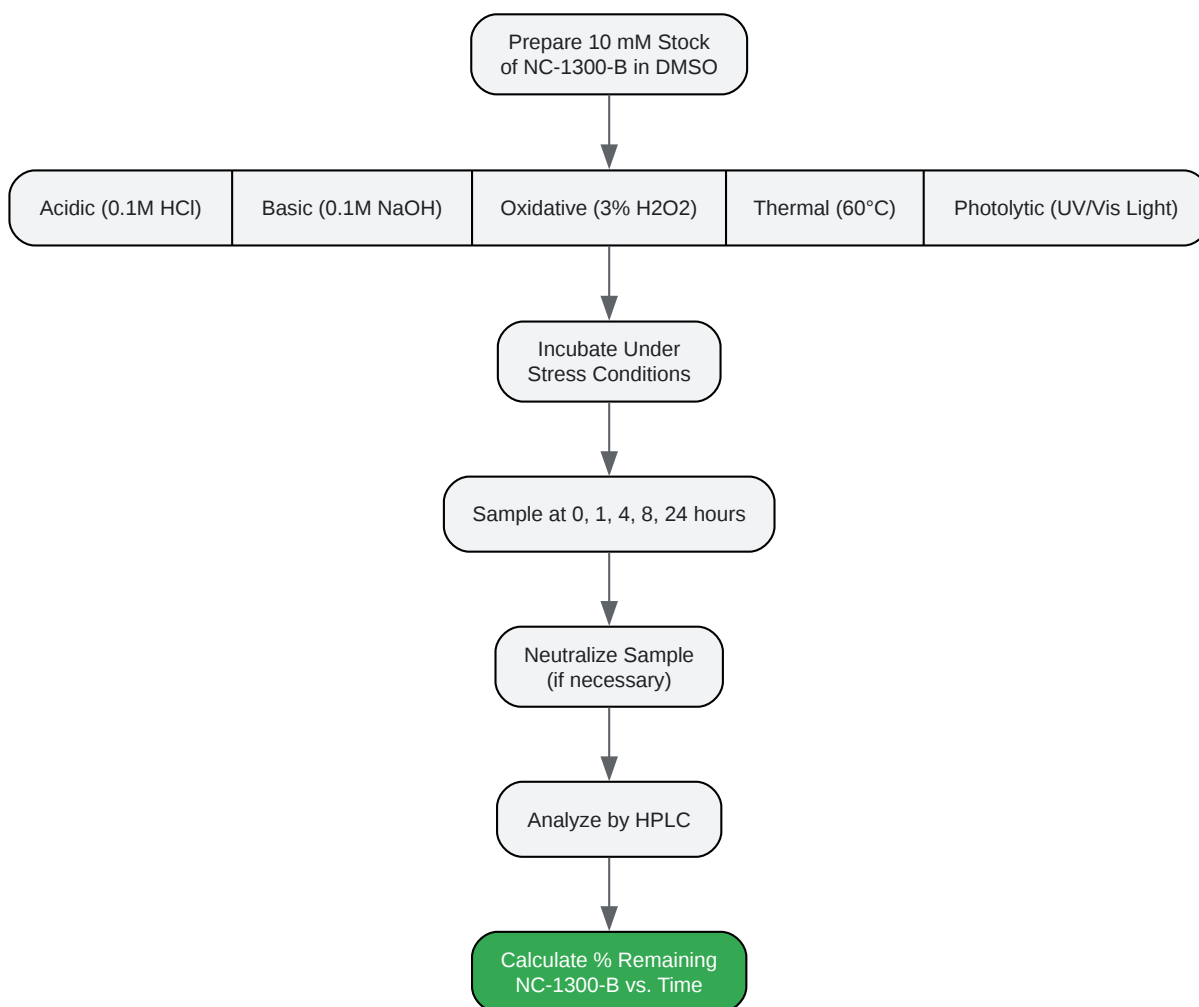 Prepare 10 mM Stock
of NC-1300-B in DMSO
Acidic (0.1M HCl)
Basic (0.1M NaOH)
Oxidative (3% H2O2)
Thermal (60°C)
Photolytic (UV/Vis Light)
Incubate Under
Stress Conditions
Sample at 0, 1, 4, 8, 24 hours
Neutralize Sample
(if necessary)
Analyze by HPLC
Calculate % Remaining
NC-1300-B vs. Time